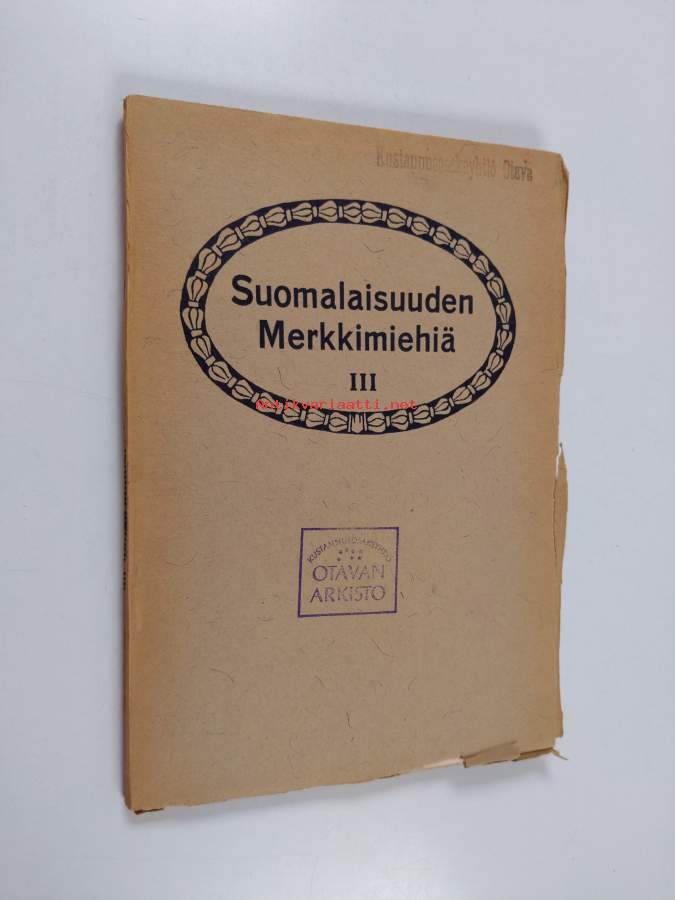 Kustannusosakeyhtiö Otava
Suomalaisuuden
Merkkimiehiä
III
Antikvariaatti.net
KUSTANNUSOSAKEYHTIÖ
OTAVAN
ARKISTO